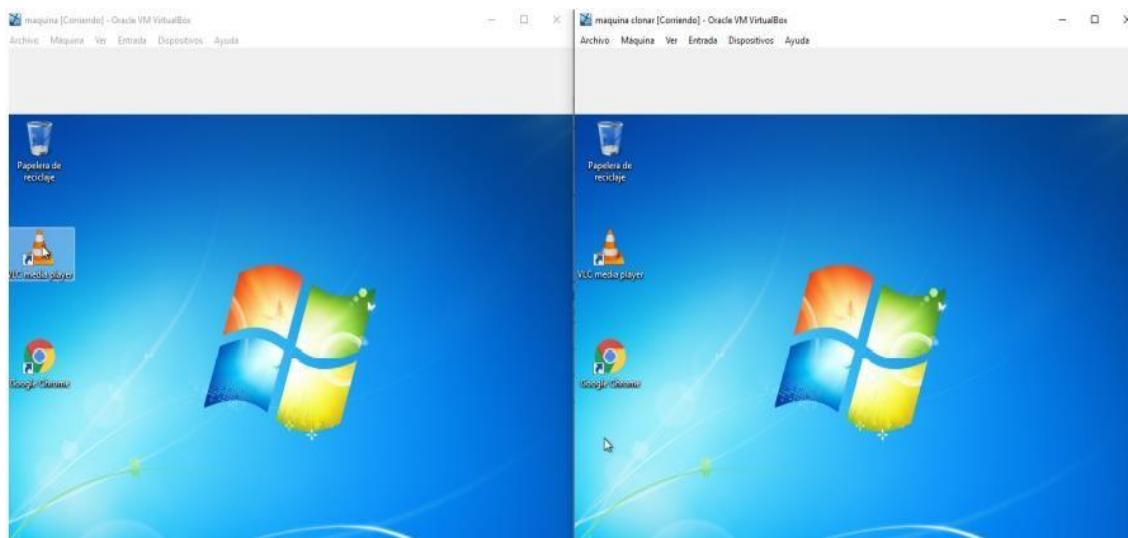 maquina [Corriendo] - Oracle VM VirtualBox
Archivo Máquina Ver Entrada Dispositivos Ayuda
Papelera de
reciclaje
VLC media player
Google Chrome
maquina clonar [Corriendo] - Oracle VM VirtualBox
Archivo Máquina Ver Entrada Dispositivos Ayuda
Papelera de
reciclaje
VLC media player
Google Chrome